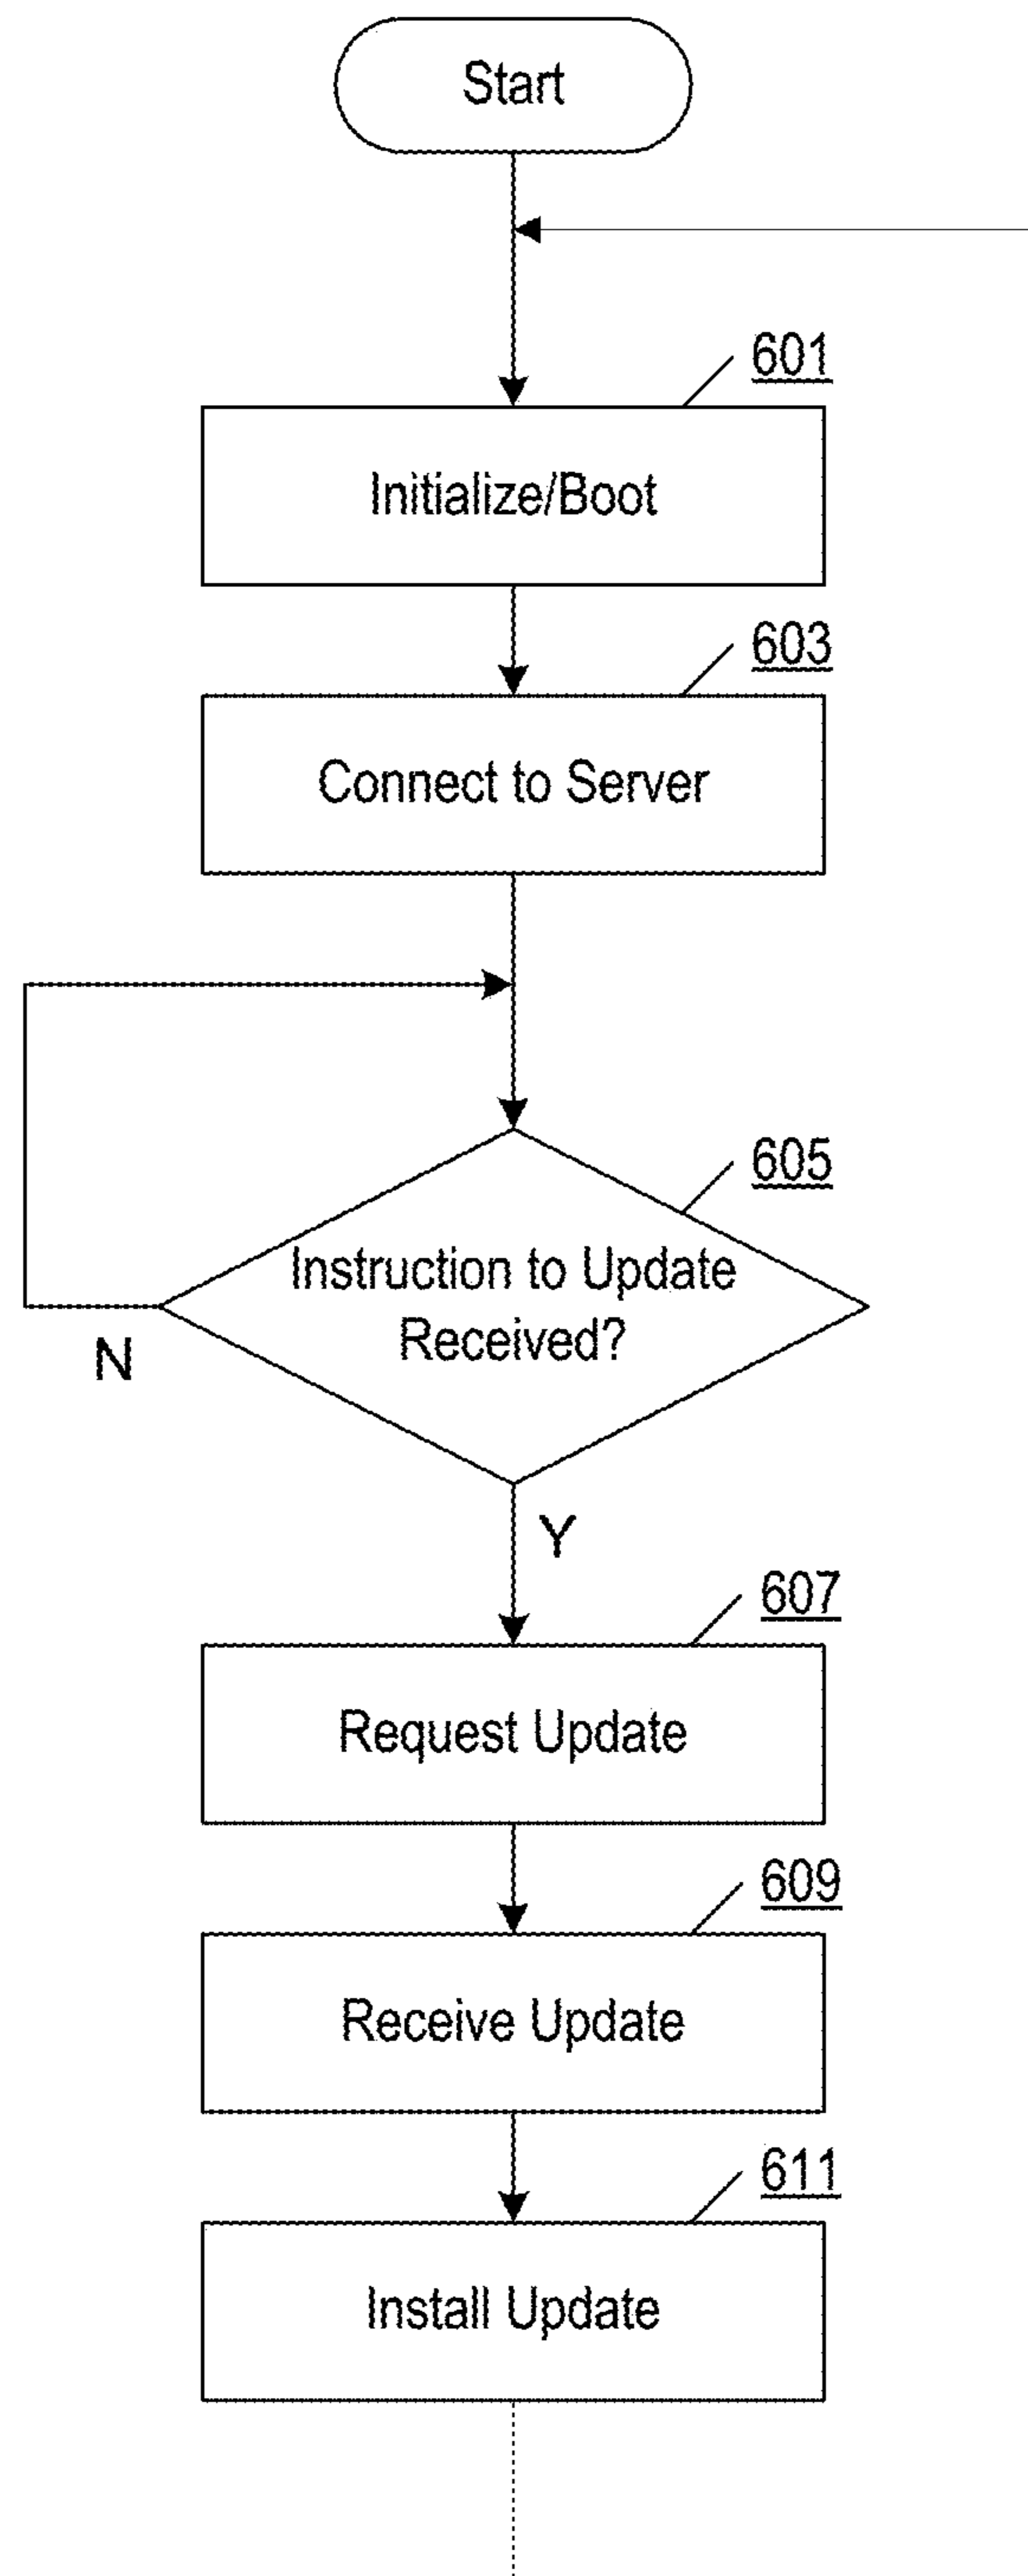 Start
601
Initialize/Boot
603
Connect to Server
605
Instruction to Update
Received?
N
Y
607
Request Update
609
Receive Update
611
Install Update